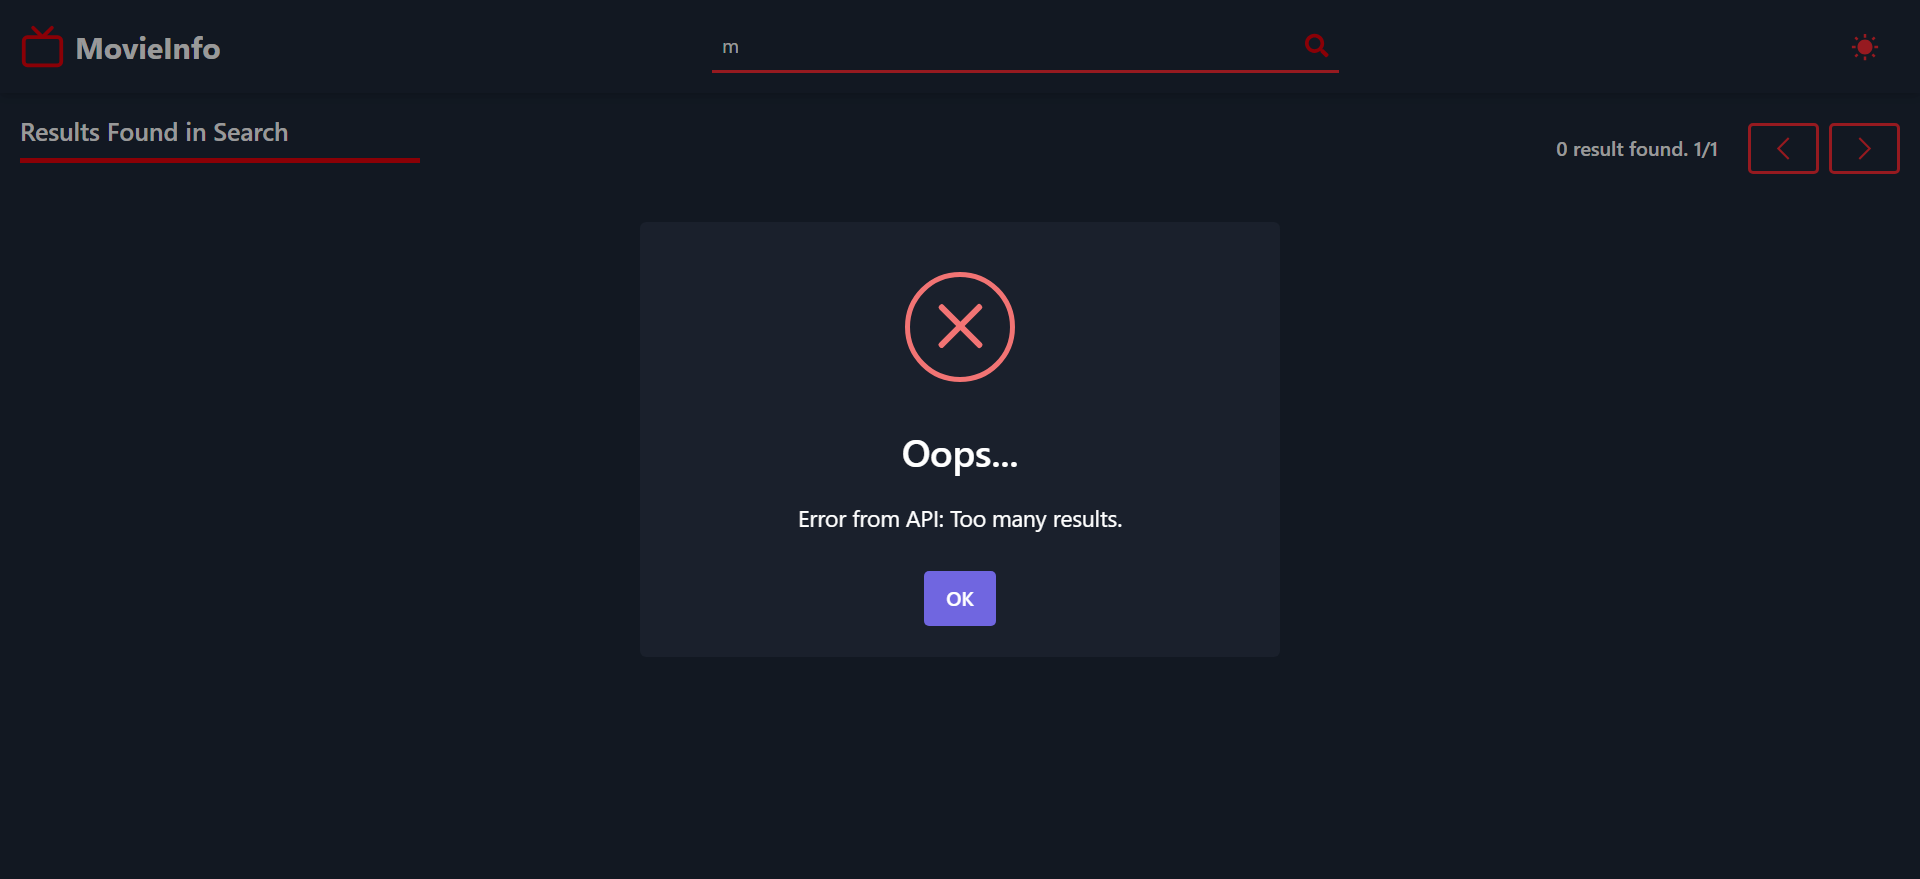 MovieInfo
m
Results Found in Search
0 result found. 1/1
Oops...
Error from API: Too many results.
OK